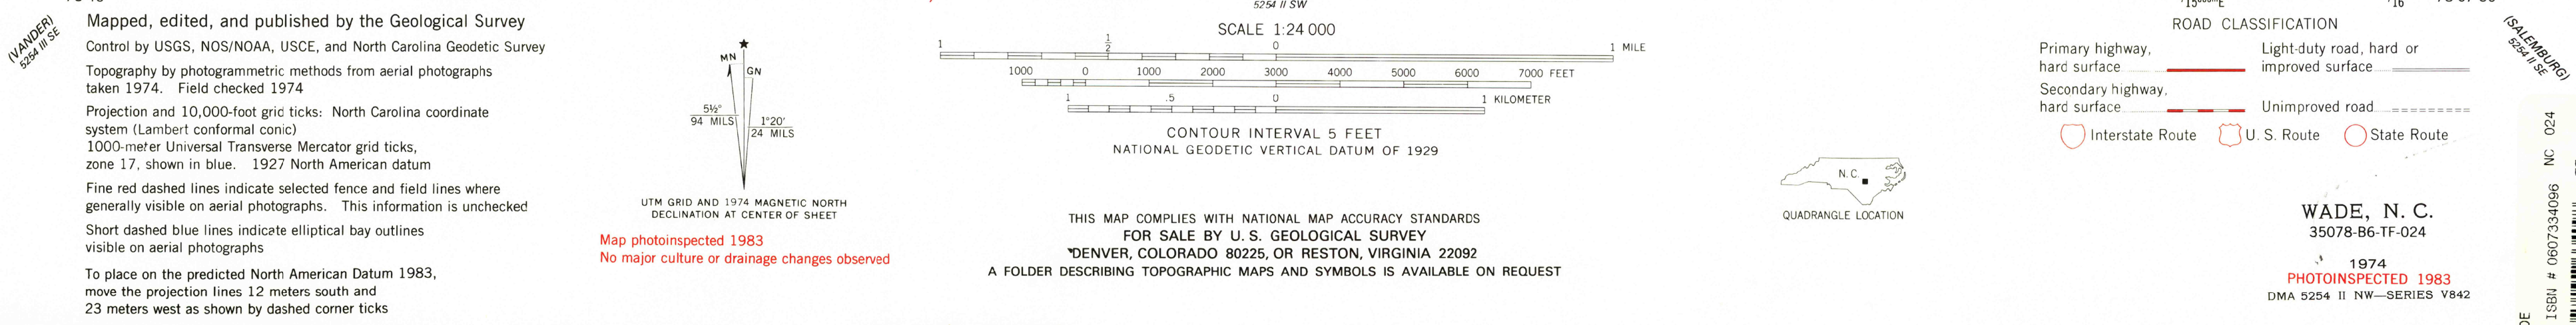 (VANDER)
5254 III SE
Mapped, edited, and published by the Geological Survey
Control by USGS, NOS/NOAA, USCE, and North Carolina Geodetic Survey
Topography by photogrammetric methods from aerial photographs
taken 1974. Field checked 1974
Projection and 10,000-foot grid ticks: North Carolina coordinate
system (Lambert conformal conic)
1000-meter Universal Transverse Mercator grid ticks,
zone 17, shown in blue. 1927 North American datum
Fine red dashed lines indicate selected fence and field lines where
generally visible on aerial photographs. This information is unchecked
Short dashed blue lines indicate elliptical bay outlines
visible on aerial photographs
To place on the predicted North American Datum 1983,
move the projection lines 12 meters south and
23 meters west as shown by dashed corner ticks
★
MN
GN
5½°
94 MILS
1°20'
24 MILS
UTM GRID AND 1974 MAGNETIC NORTH
DECLINATION AT CENTER OF SHEET
Map photoinspected 1983
No major culture or drainage changes observed
5254 II SW
SCALE 1:24 000
1 1/2 0 1 MILE
1000 0 1000 2000 3000 4000 5000 6000 7000 FEET
1 .5 0 1 KILOMETER
CONTOUR INTERVAL 5 FEET
NATIONAL GEODETIC VERTICAL DATUM OF 1929
THIS MAP COMPLIES WITH NATIONAL MAP ACCURACY STANDARDS
FOR SALE BY U. S. GEOLOGICAL SURVEY
DENVER, COLORADO 80225, OR RESTON, VIRGINIA 22092
A FOLDER DESCRIBING TOPOGRAPHIC MAPS AND SYMBOLS IS AVAILABLE ON REQUEST
N. C.
QUADRANGLE LOCATION
ROAD CLASSIFICATION
Primary highway,
hard surface
Light-duty road, hard or
improved surface
Secondary highway,
hard surface
Unimproved road
Interstate Route U. S. Route State Route
WADE, N. C.
35078-B6-TF-024
1974
PHOTOINSPECTED 1983
DMA 5254 II NW—SERIES V842
(SALEMBURG)
5254 II SE
ISBN # 0607334096 NC 024